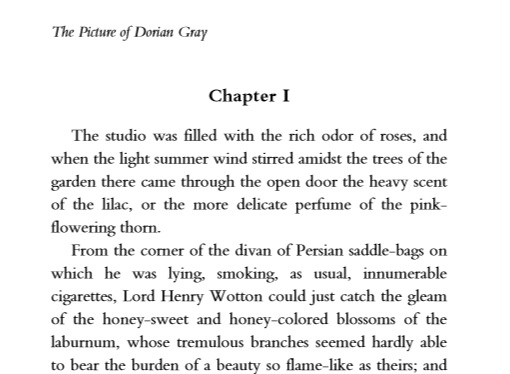 The Picture of Dorian Gray
Chapter I
The studio was filled with the rich odor of roses, and
when the light summer wind stirred amidst the trees of the
garden there came through the open door the heavy scent
of the lilac, or the more delicate perfume of the pink-
flowering thorn.
From the corner of the divan of Persian saddle-bags on
which he was lying, smoking, as usual, innumerable
cigarettes, Lord Henry Wotton could just catch the gleam
of the honey-sweet and honey-colored blossoms of the
laburnum, whose tremulous branches seemed hardly able
to bear the burden of a beauty so flame-like as theirs; and